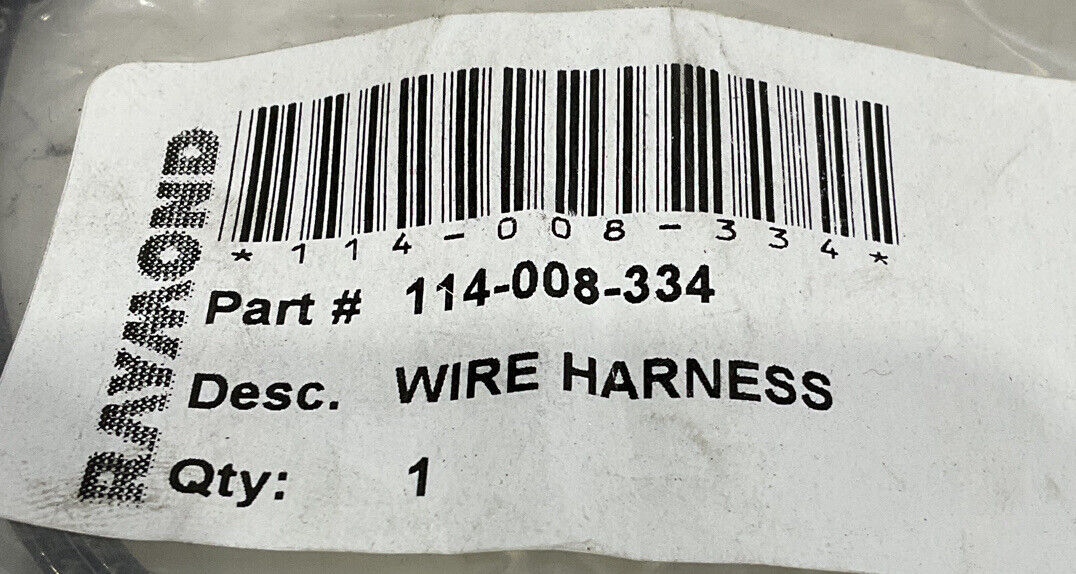 RAYMOND
*114-008-334*
Part # 114-008-334
Desc. WIRE HARNESS
Qty: 1